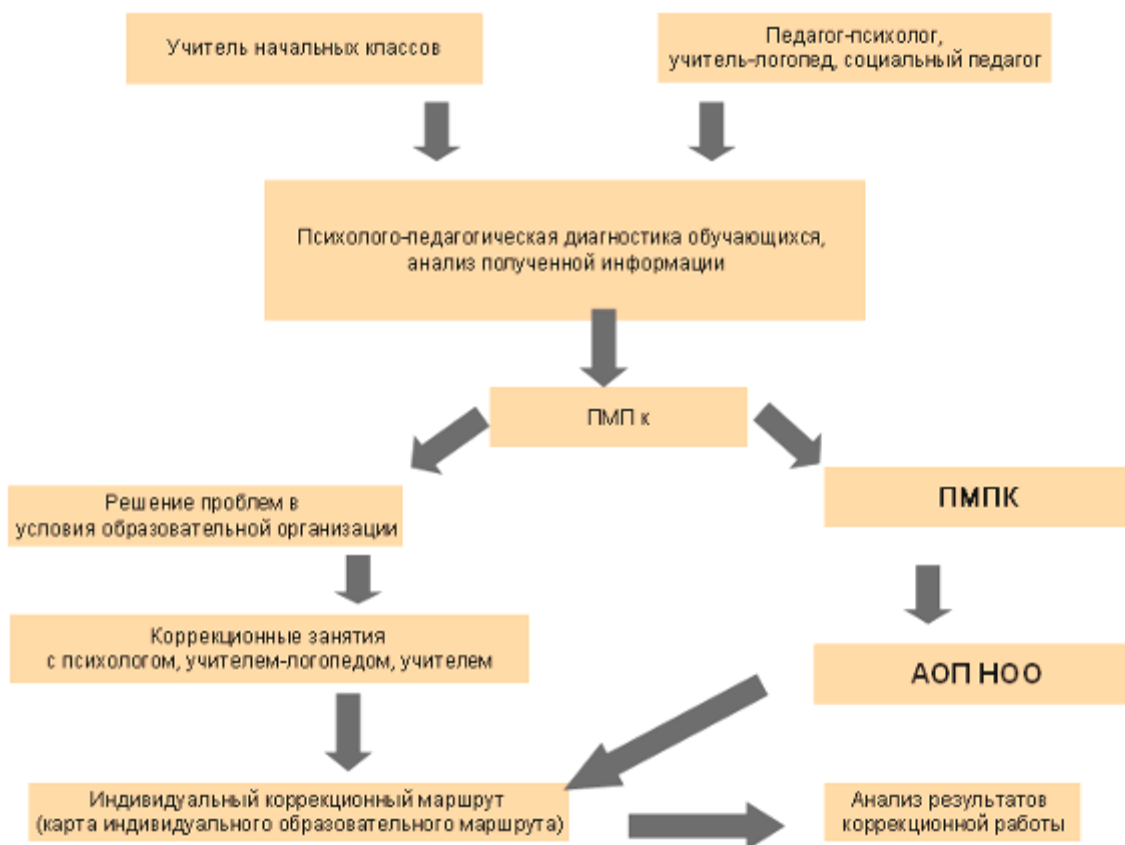 Учитель начальных классов
Педагог-психолог,
учитель-логопед, социальный педагог
Психолого-педагогическая диагностика обучающихся,
анализ полученной информации
ПМП к
Решение проблем в
условия образовательной организации
ПМПК
Коррекционные занятия
с психологом, учителем-логопедом, учителем
АОП НОО
Индивидуальный коррекционный маршрут
(карта индивидуального образовательного маршрута)
Анализ результатов
коррекционной работы